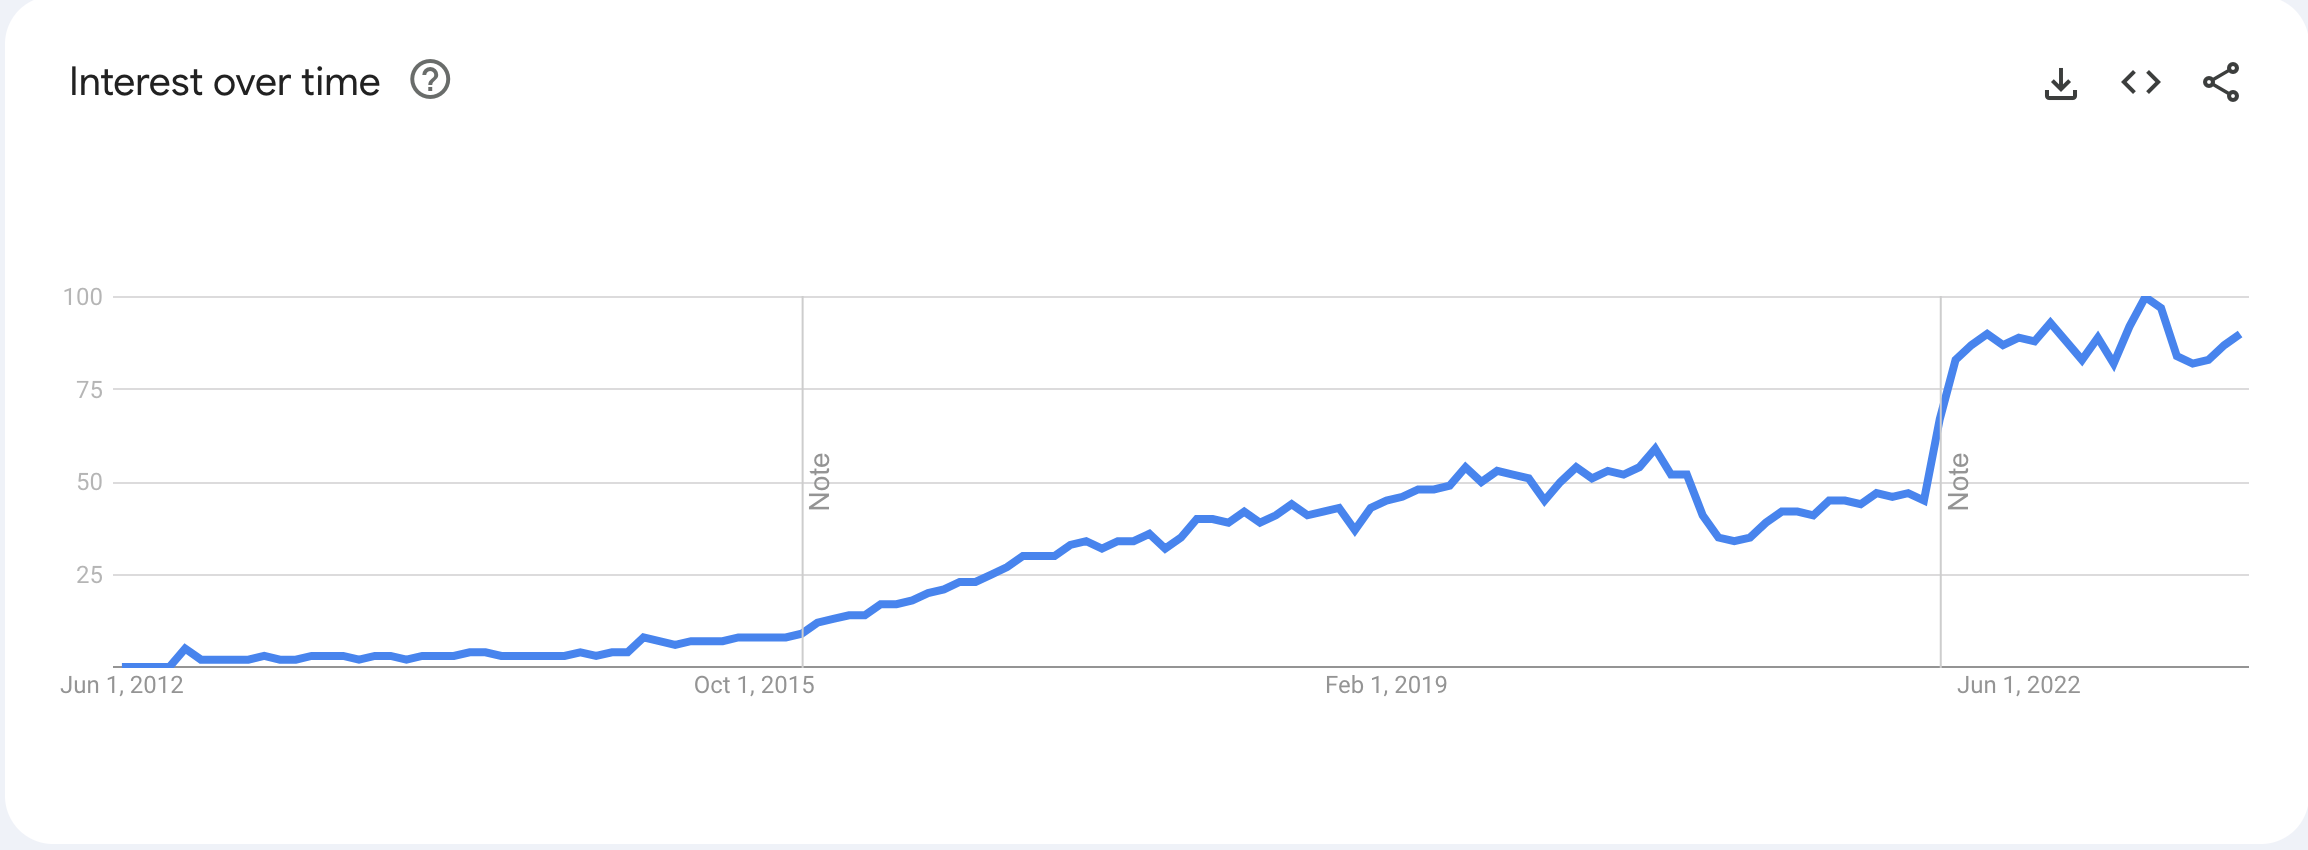 Interest over time
100
75
50
25
Note
Note
Jun 1, 2012
Oct 1, 2015
Feb 1, 2019
Jun 1, 2022